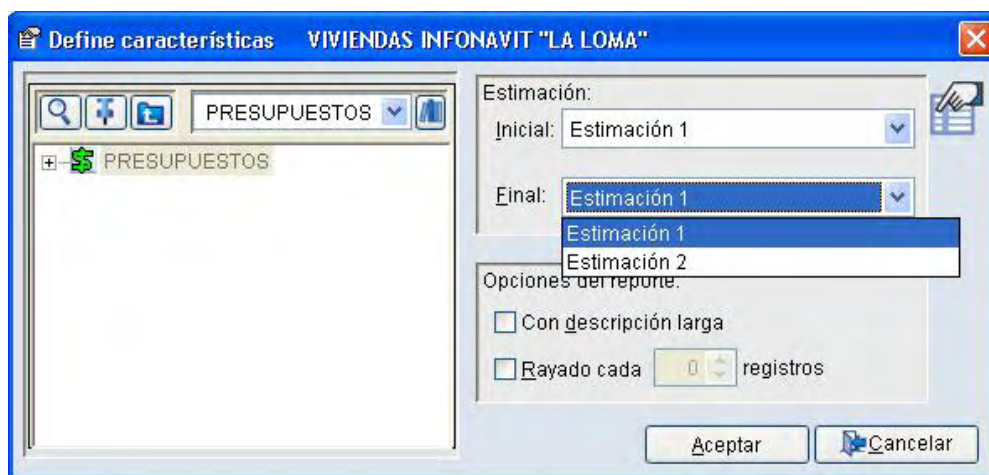 Define características VIVIENDAS INFONAVIT "LA LOMA"
PRESUPUESTOS
PRESUPUESTOS
Estimación:
Inicial: Estimación 1
Final: Estimación 1
Estimación 1
Estimación 2
Opciones del reporte:
Con descripción larga
Rayado cada 0 registros
Aceptar Cancelar